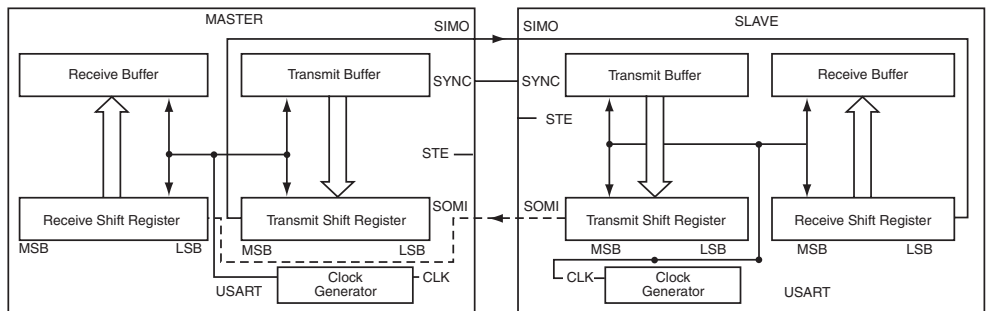 MASTER
SLAVE
SIMO
SIMO
Receive Buffer
Transmit Buffer
SYNC
SYNC
Transmit Buffer
Receive Buffer
STE
STE
SOMI
SOMI
Receive Shift Register
Transmit Shift Register
Transmit Shift Register
Receive Shift Register
MSB
LSB
MSB
LSB
MSB
LSB
MSB
LSB
USART
Clock
Generator
CLK
CLK
Clock
Generator
USART